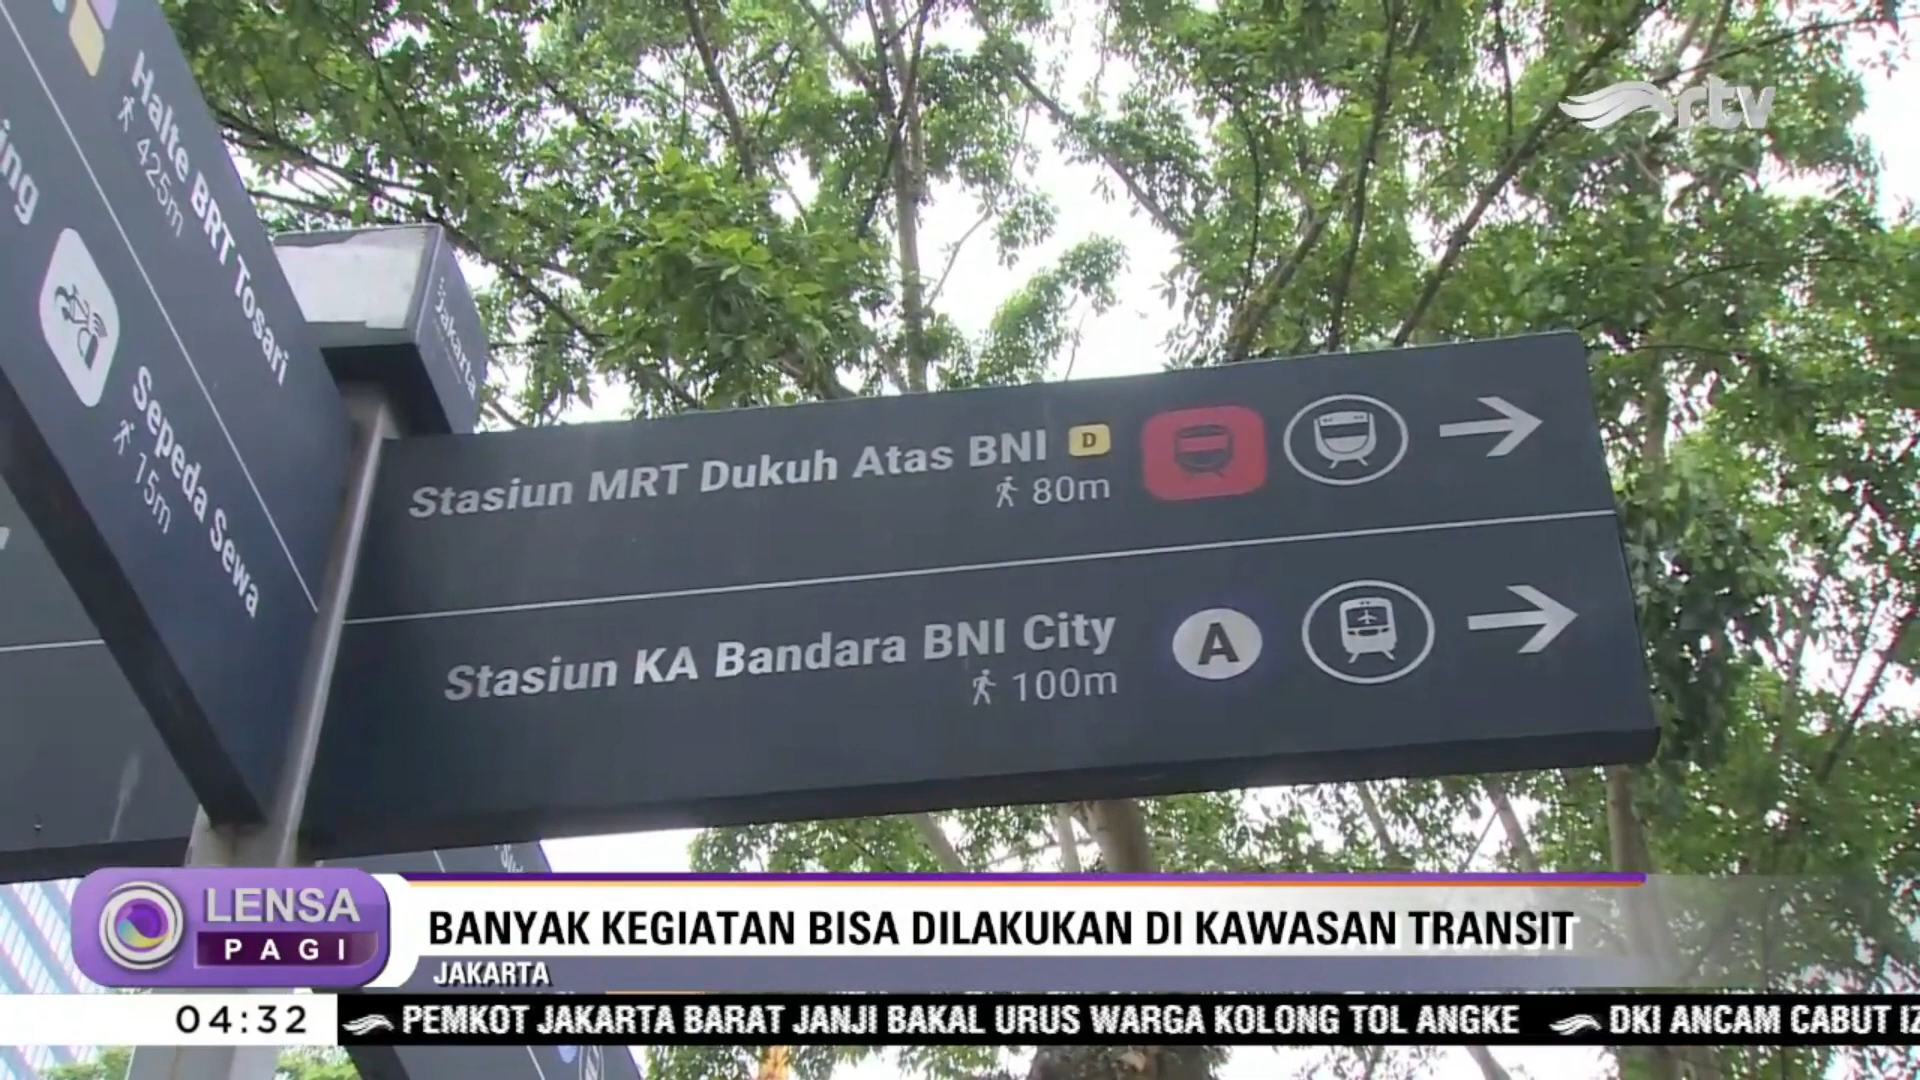 Halte BRT Tosari
425m
Sepeda Sewa
15m
Jakarta
rtv
Stasiun MRT Dukuh Atas BNI D
80m
Stasiun KA Bandara BNI City A
100m
LENSA
PAGI
BANYAK KEGIATAN BISA DILAKUKAN DI KAWASAN TRANSIT
JAKARTA
04:32
PEMKOT JAKARTA BARAT JANJI BAKAL URUS WARGA KOLONG TOL ANGKE DKI ANCAM CABUT